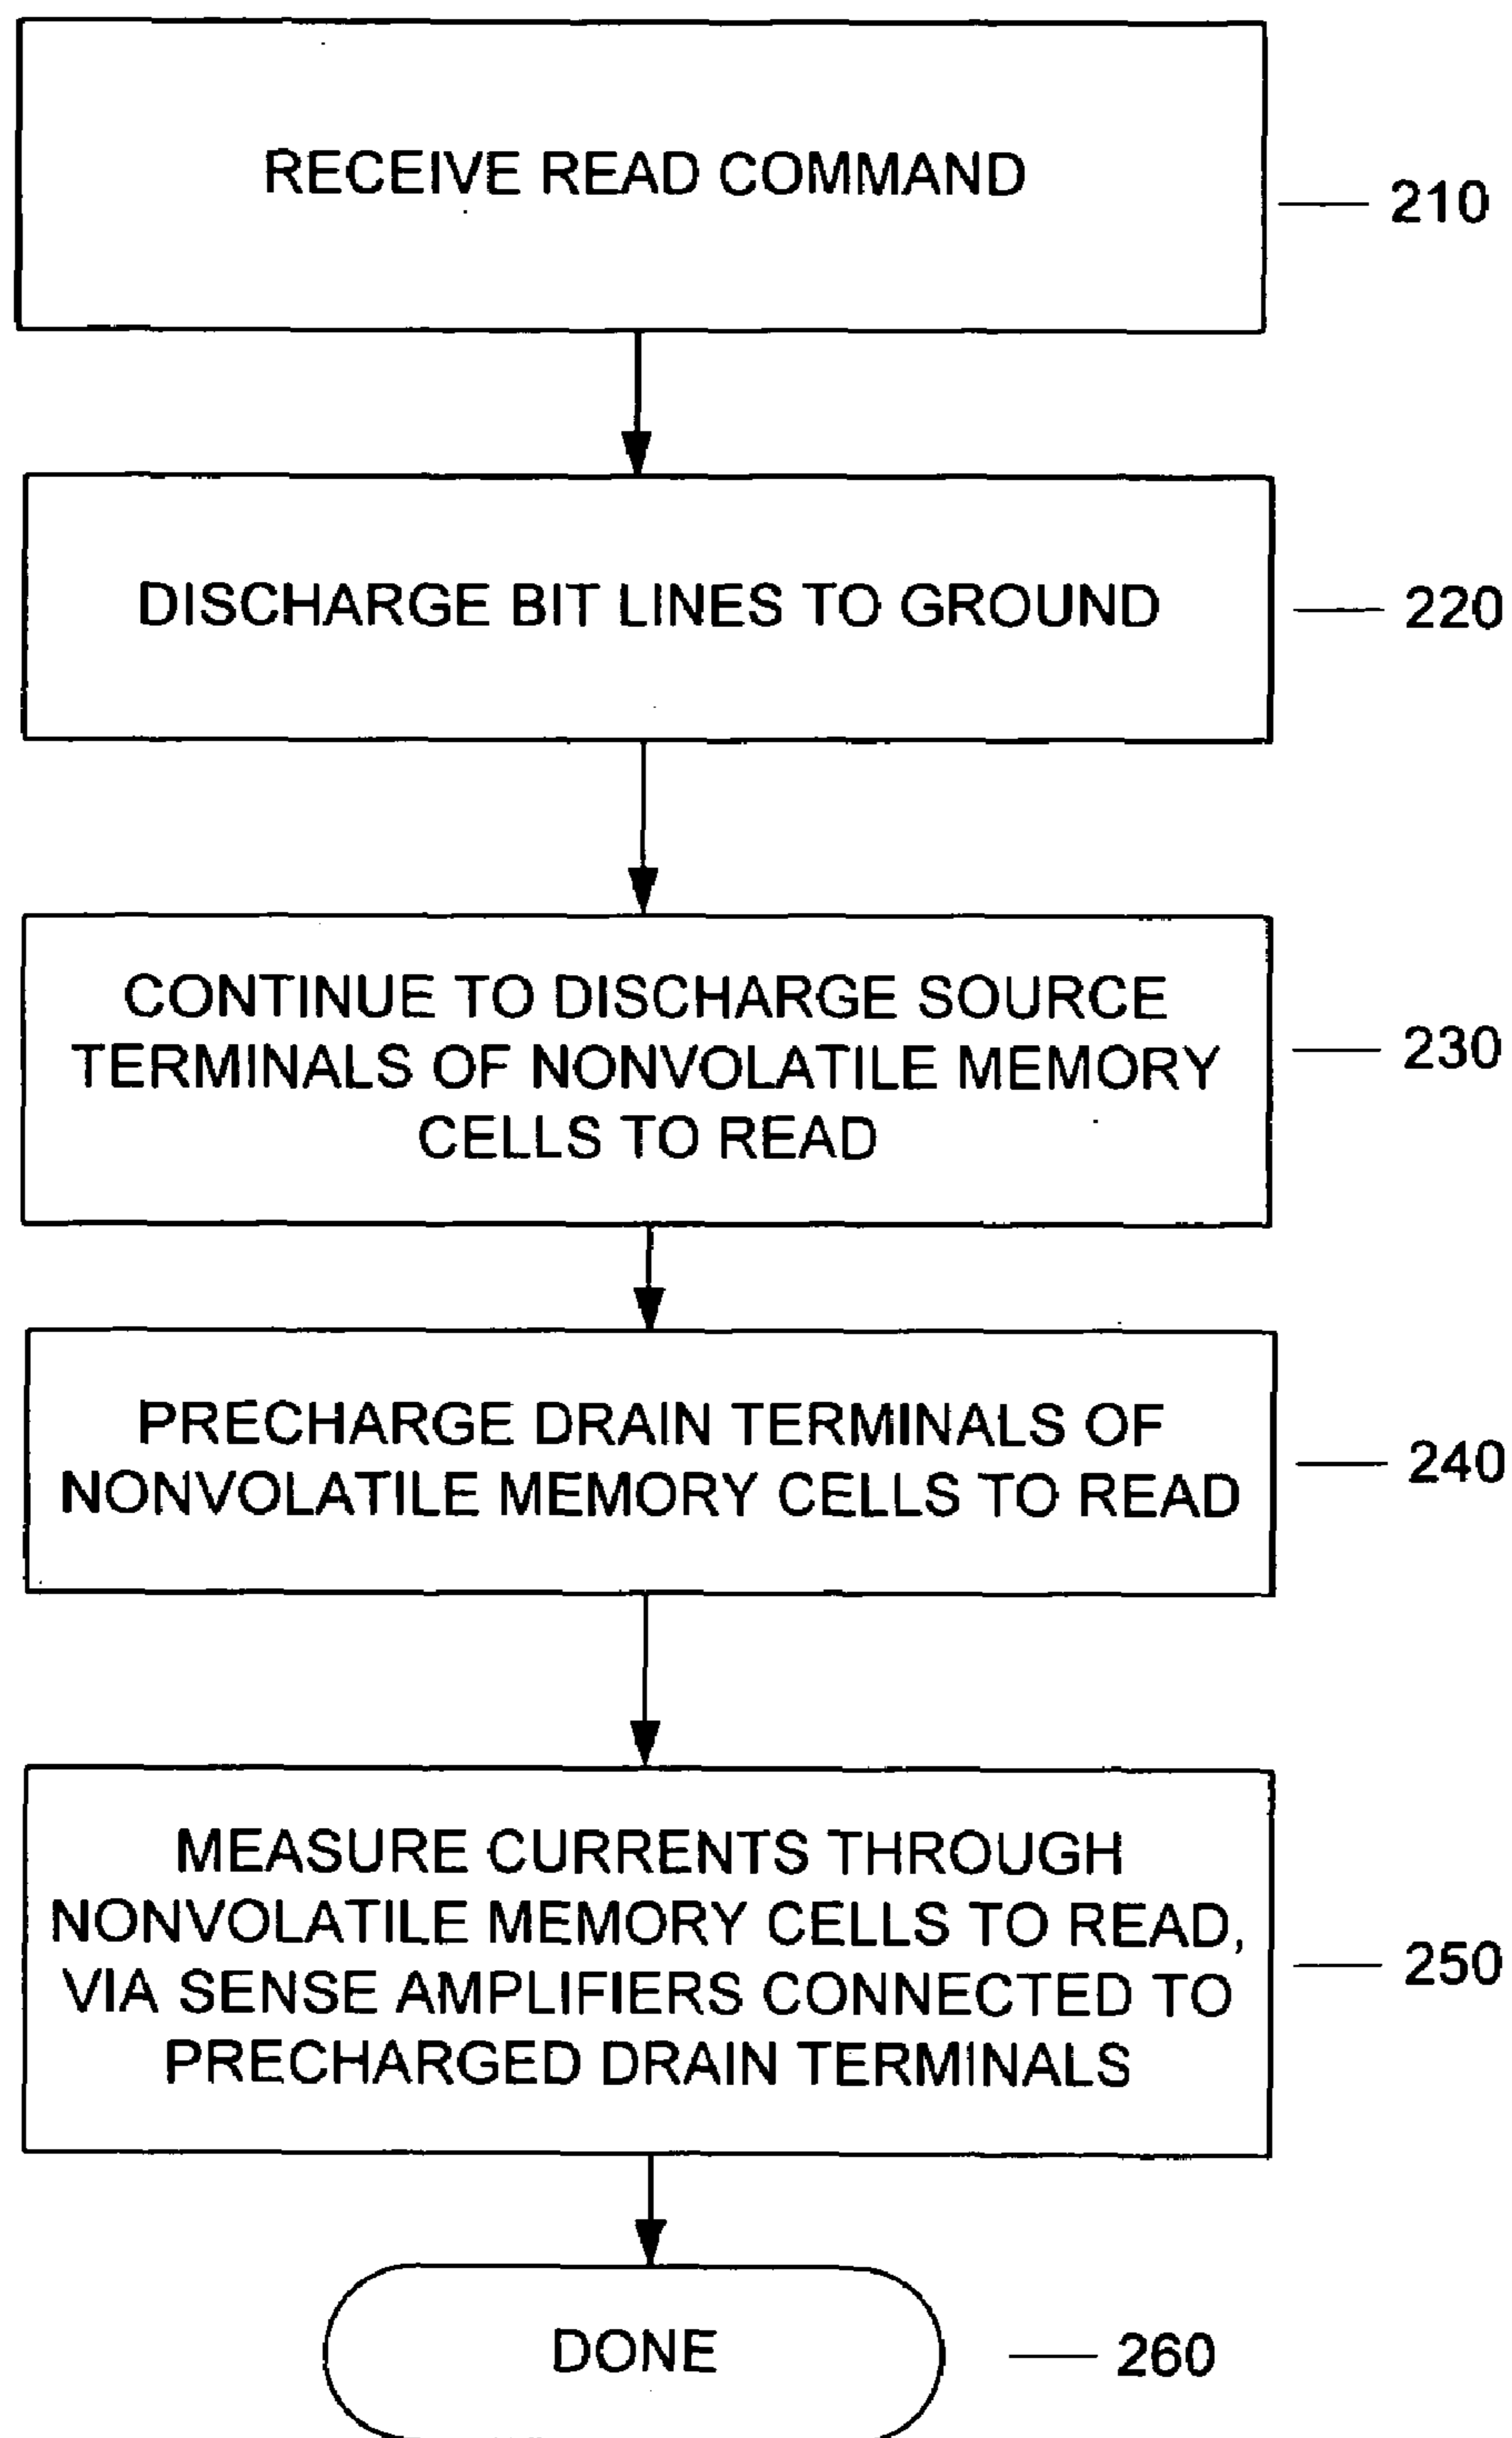 RECEIVE READ COMMAND
210
DISCHARGE BIT LINES TO GROUND
220
CONTINUE TO DISCHARGE SOURCE
TERMINALS OF NONVOLATILE MEMORY
CELLS TO READ
230
PRECHARGE DRAIN TERMINALS OF
NONVOLATILE MEMORY CELLS TO READ
240
MEASURE CURRENTS THROUGH
NONVOLATILE MEMORY CELLS TO READ,
VIA SENSE AMPLIFIERS CONNECTED TO
PRECHARGED DRAIN TERMINALS
250
DONE
260